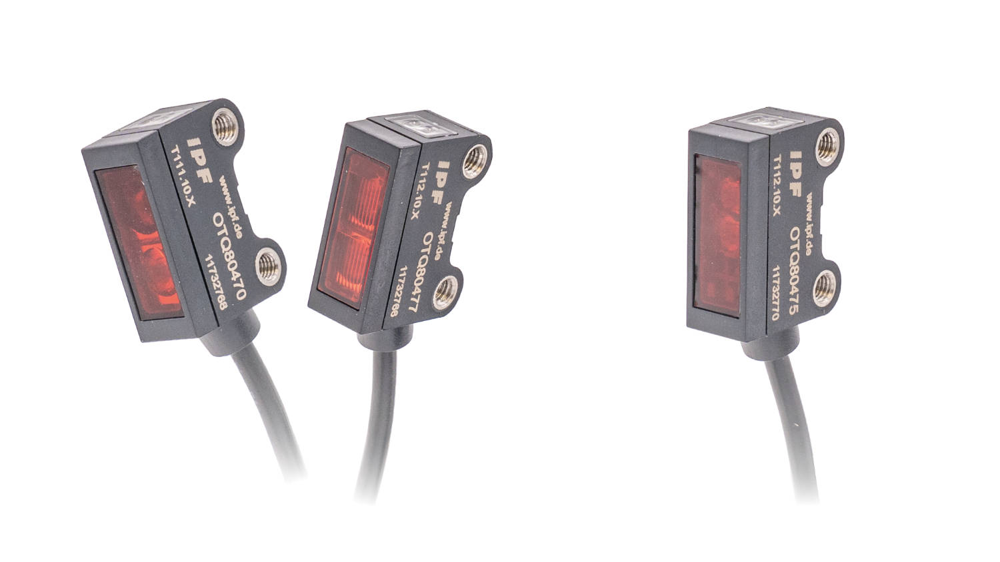 IPF
T111.10.X
www.ipf.de
OTQ80470
11732768
IPF
T112.10.X
www.ipf.de
OTQ80477
11732766
IPF
T112.10.X
www.ipf.de
OTQ80475
11732770